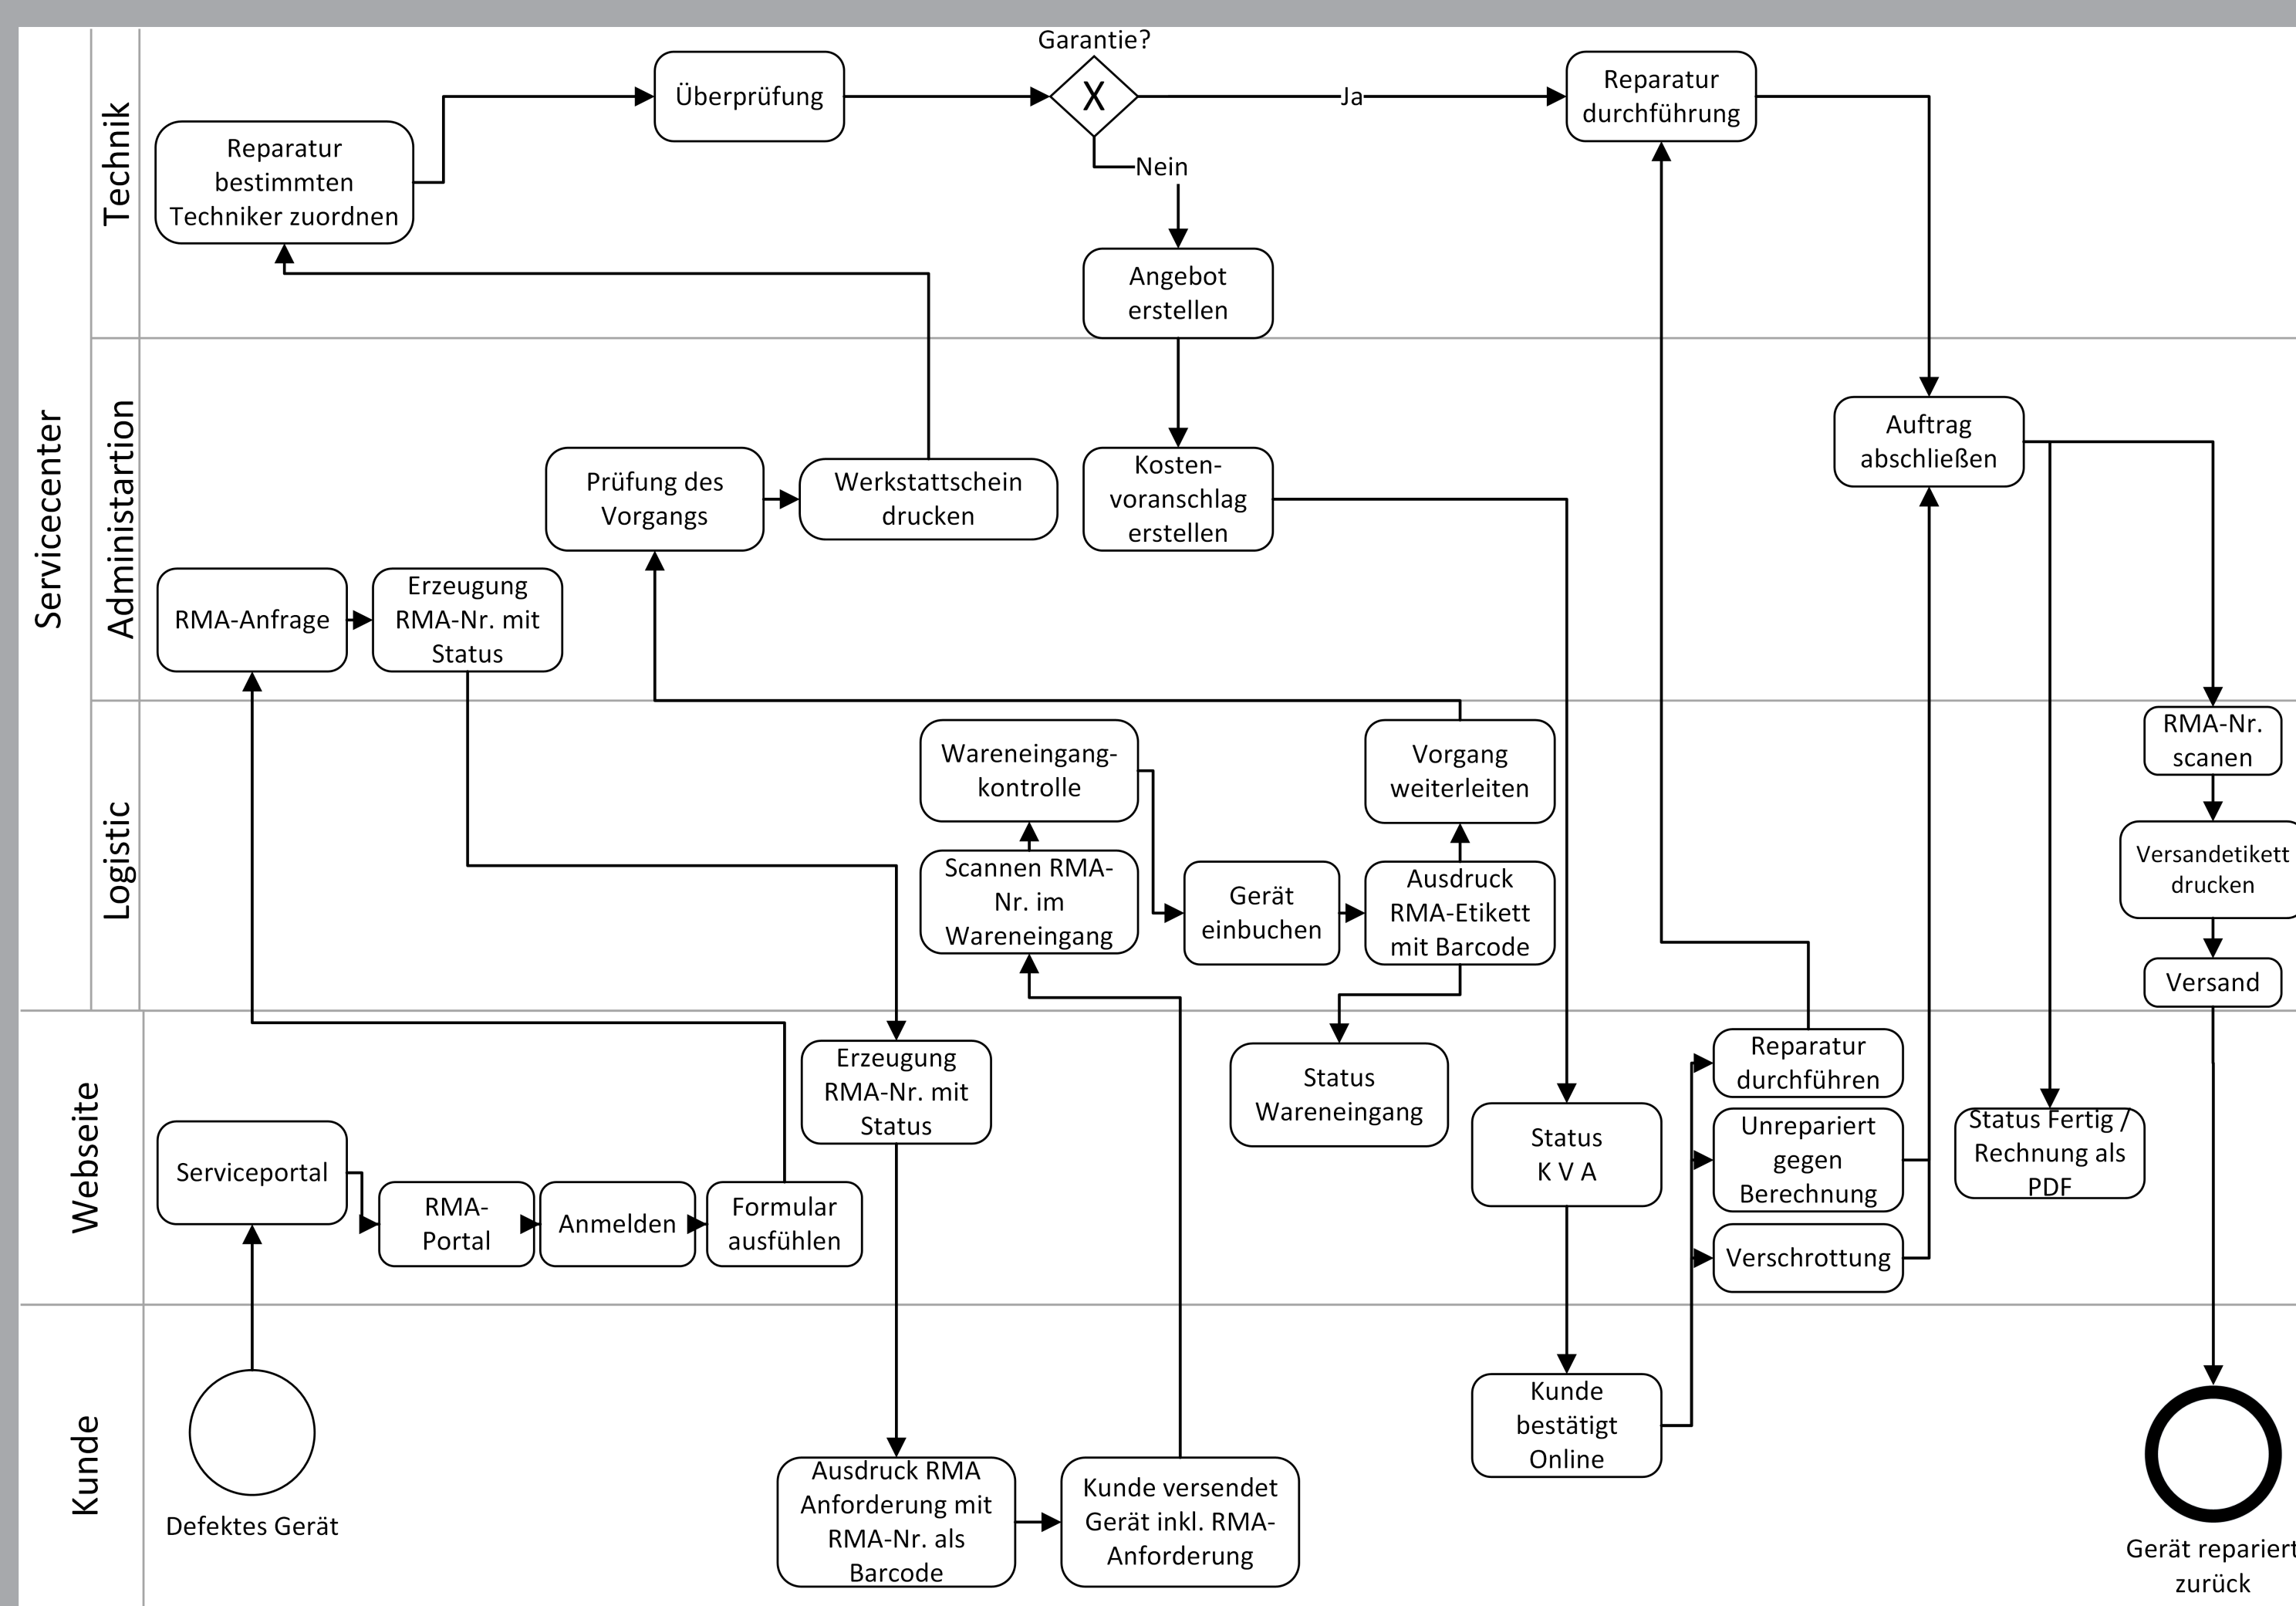 Servicecenter
Technik
Garantie?
X
Überprüfung
Ja
Reparatur
durchführung
Reparatur
bestimmten
Techniker zuordnen
Nein
Angebot
erstellen
Administartion
Auftrag
abschließen
Prüfung des
Vorgangs
Werkstattschein
drucken
Kosten-
voranschlag
erstellen
RMA-Anfrage
Erzeugung
RMA-Nr. mit
Status
Logistic
Wareneingang-
kontrolle
Vorgang
weiterleiten
RMA-Nr.
scanen
Scannen RMA-
Nr. im
Wareneingang
Gerät
einbuchen
Ausdruck
RMA-Etikett
mit Barcode
Versandetikett
drucken
Versand
Webseite
Erzeugung
RMA-Nr. mit
Status
Status
Wareneingang
Status
K V A
Reparatur
durchführen
Unrepariert
gegen
Berechnung
Verschrottung
Status Fertig /
Rechnung als
PDF
Serviceportal
RMA-
Portal
Anmelden
Formular
ausfühlen
Kunde
Defektes Gerät
Ausdruck RMA
Anforderung mit
RMA-Nr. als
Barcode
Kunde versendet
Gerät inkl. RMA-
Anforderung
Kunde
bestätigt
Online
Gerät repariert
zurück